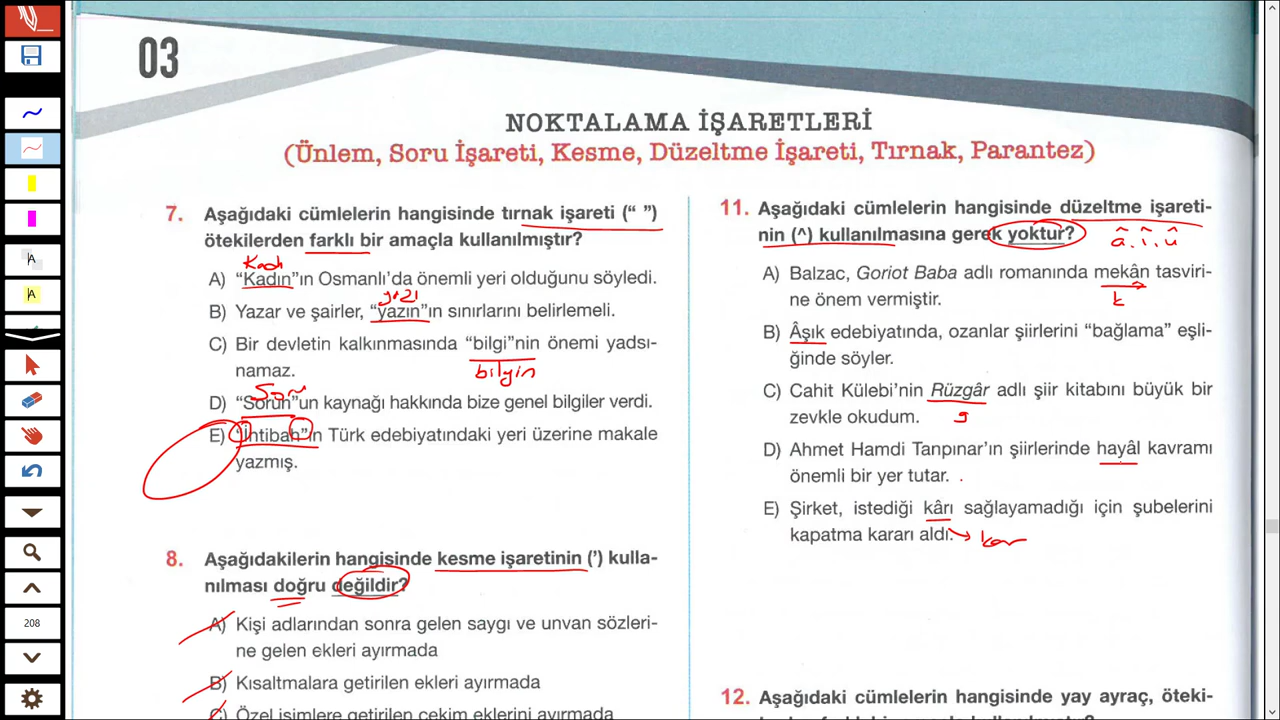 03
NOKTALAMA İŞARETLERİ
(Ünlem, Soru İşareti, Kesme, Düzeltme İşareti, Tırnak, Parantez)
7. Aşağıdaki cümlelerin hangisinde tırnak işareti (“ ”)
ötekilerden farklı bir amaçla kullanılmıştır?
Kadı
A) “Kadın”ın Osmanlı’da önemli yeri olduğunu söyledi.
yazı
B) Yazar ve şairler, “yazın”ın sınırlarını belirlemeli.
C) Bir devletin kalkınmasında “bilgi”nin önemi yadsı-
namaz.
bilgin
D) “Sorun”un kaynağı hakkında bize genel bilgiler verdi.
E) “İntibah”ın Türk edebiyatındaki yeri üzerine makale
yazmış.
8. Aşağıdakilerin hangisinde kesme işaretinin (’) kulla-
nılması doğru değildir?
A) Kişi adlarından sonra gelen saygı ve unvan sözleri-
ne gelen ekleri ayırmada
B) Kısaltmalara getirilen ekleri ayırmada
C) Özel isimlere getirilen çekim eklerini ayırmada
11. Aşağıdaki cümlelerin hangisinde düzeltme işareti-
nin (^) kullanılmasına gerek yoktur?
â, î, û
A) Balzac, Goriot Baba adlı romanında mekân tasviri-
ne önem vermiştir.
k
B) Âşık edebiyatında, ozanlar şiirlerini “bağlama” eşli-
ğinde söyler.
C) Cahit Külebi’nin Rüzgâr adlı şiir kitabını büyük bir
zevkle okudum.
g
D) Ahmet Hamdi Tanpınar’ın şiirlerinde hayâl kavramı
önemli bir yer tutar.
E) Şirket, istediği kârı sağlayamadığı için şubelerini
kapatma kararı aldı.
kar
12. Aşağıdaki cümlelerin hangisinde yay ayraç, öteki-
A
A
208